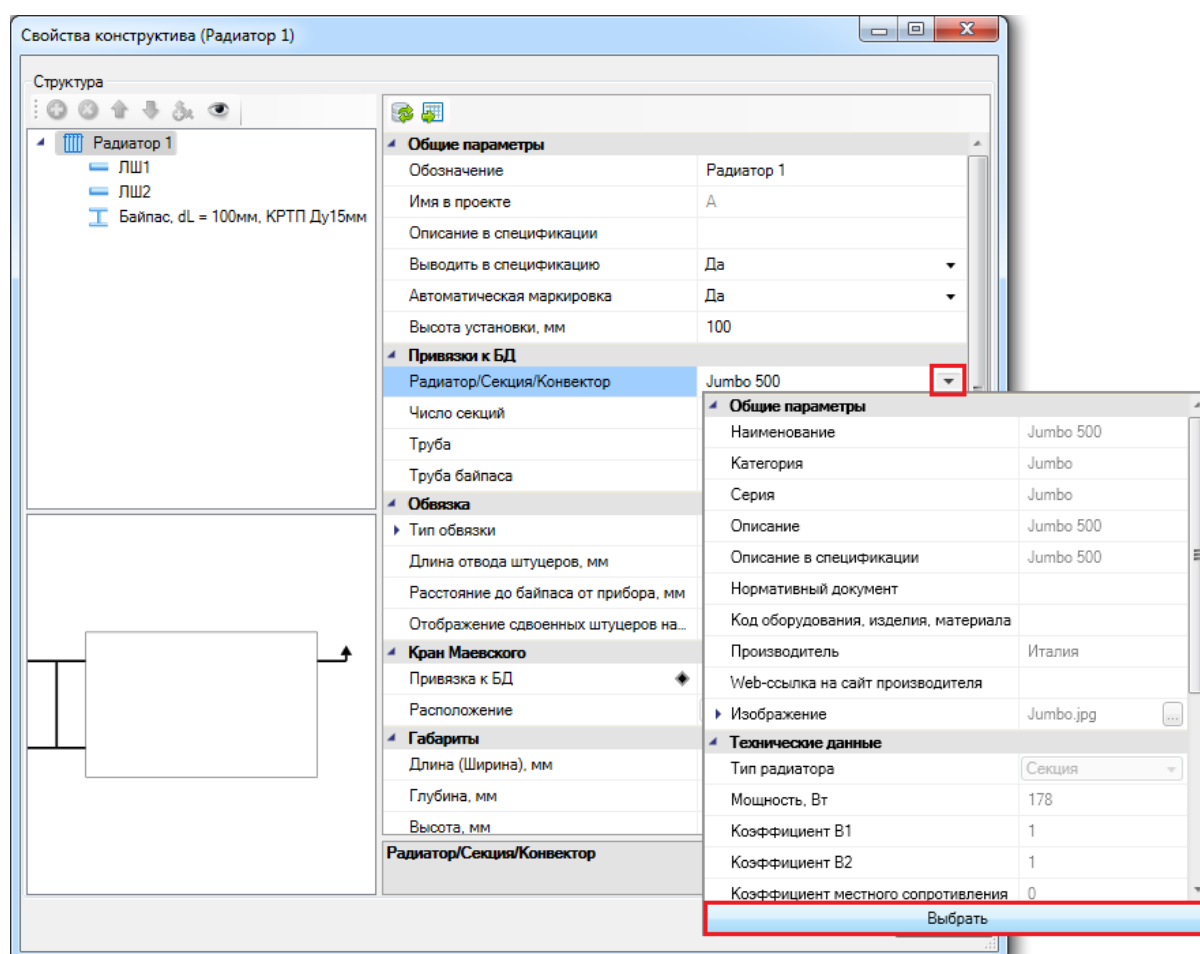 Свойства конструктива (Радиатор 1)
Структура
Радиатор 1
ЛШ1
ЛШ2
Байпас, dL = 100мм, КРТП Ду15мм
Общие параметры
Обозначение Радиатор 1
Имя в проекте A
Описание в спецификации
Выводить в спецификацию Да
Автоматическая маркировка Да
Высота установки, мм 100
Привязки к БД
Радиатор/Секция/Конвектор Jumbo 500
Число секций
Труба
Труба байпаса
Обвязка
Тип обвязки
Длина отвода штуцеров, мм
Расстояние до байпаса от прибора, мм
Отображение сдвоенных штуцеров на...
Кран Маевского
Привязка к БД
Расположение
Габариты
Длина (Ширина), мм
Глубина, мм
Высота, мм
Радиатор/Секция/Конвектор
Общие параметры
Наименование Jumbo 500
Категория Jumbo
Серия Jumbo
Описание Jumbo 500
Описание в спецификации Jumbo 500
Нормативный документ
Код оборудования, изделия, материала
Производитель Италия
Web-ссылка на сайт производителя
Изображение Jumbo.jpg ...
Технические данные
Тип радиатора Секция
Мощность, Вт 178
Коэффициент B1 1
Коэффициент B2 1
Коэффициент местного сопротивления 0
Выбрать